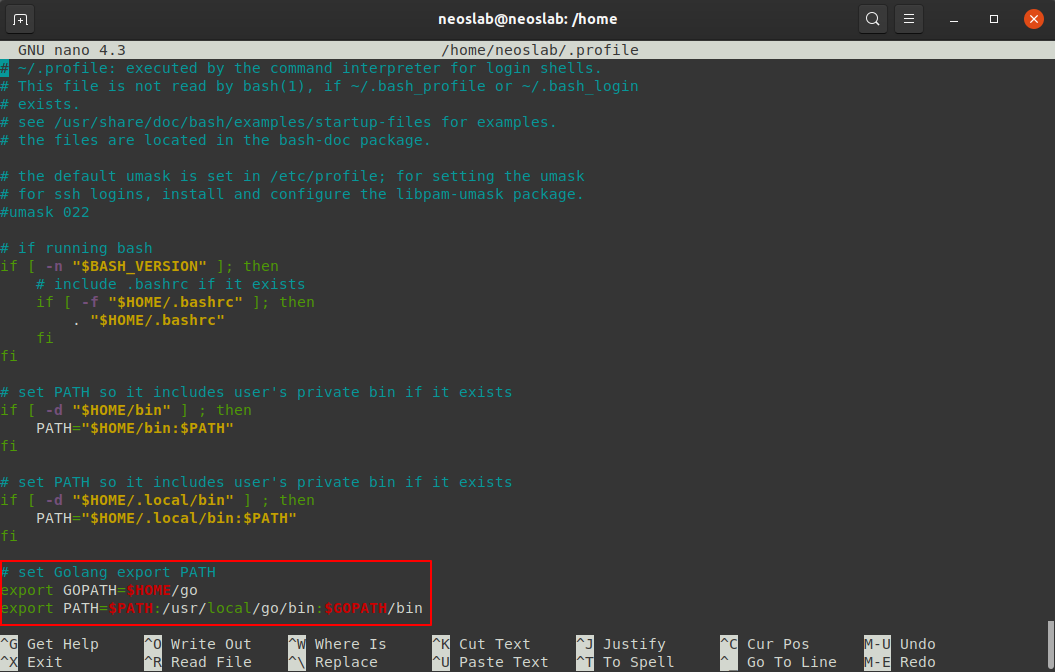 neoslab@neoslab: /home
GNU nano 4.3 /home/neoslab/.profile
# ~/.profile: executed by the command interpreter for login shells.
# This file is not read by bash(1), if ~/.bash_profile or ~/.bash_login
# exists.
# see /usr/share/doc/bash/examples/startup-files for examples.
# the files are located in the bash-doc package.

# the default umask is set in /etc/profile; for setting the umask
# for ssh logins, install and configure the libpam-umask package.
#umask 022

# if running bash
if [ -n "$BASH_VERSION" ]; then
    # include .bashrc if it exists
    if [ -f "$HOME/.bashrc" ]; then
        . "$HOME/.bashrc"
    fi
fi

# set PATH so it includes user's private bin if it exists
if [ -d "$HOME/bin" ] ; then
    PATH="$HOME/bin:$PATH"
fi

# set PATH so it includes user's private bin if it exists
if [ -d "$HOME/.local/bin" ] ; then
    PATH="$HOME/.local/bin:$PATH"
fi

# set Golang export PATH
export GOPATH=$HOME/go
export PATH=$PATH:/usr/local/go/bin:$GOPATH/bin

^G Get Help ^O Write Out ^W Where Is ^K Cut Text ^J Justify ^C Cur Pos M-U Undo
^X Exit ^R Read File ^\ Replace ^U Paste Text ^T To Spell ^_ Go To Line M-E Redo